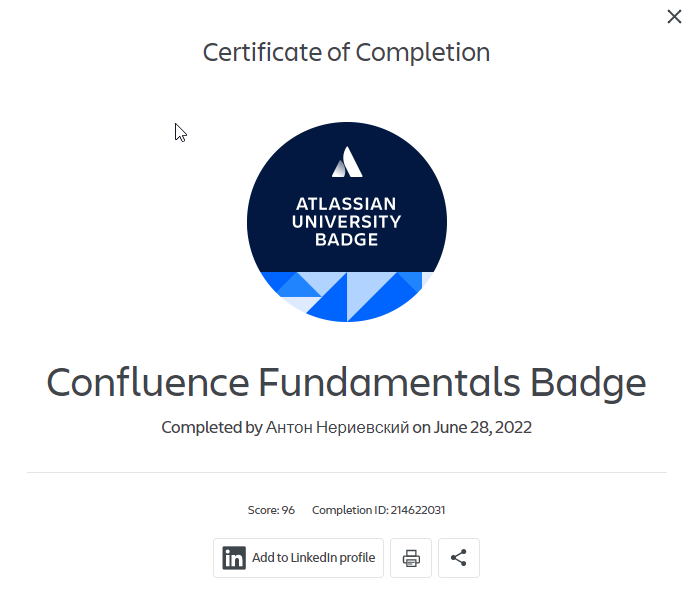 Certificate of Completion
ATLASSIAN
UNIVERSITY
BADGE
Confluence Fundamentals Badge
Completed by Антон Нериевский on June 28, 2022
Score: 96 Completion ID: 214622031
in Add to LinkedIn profile